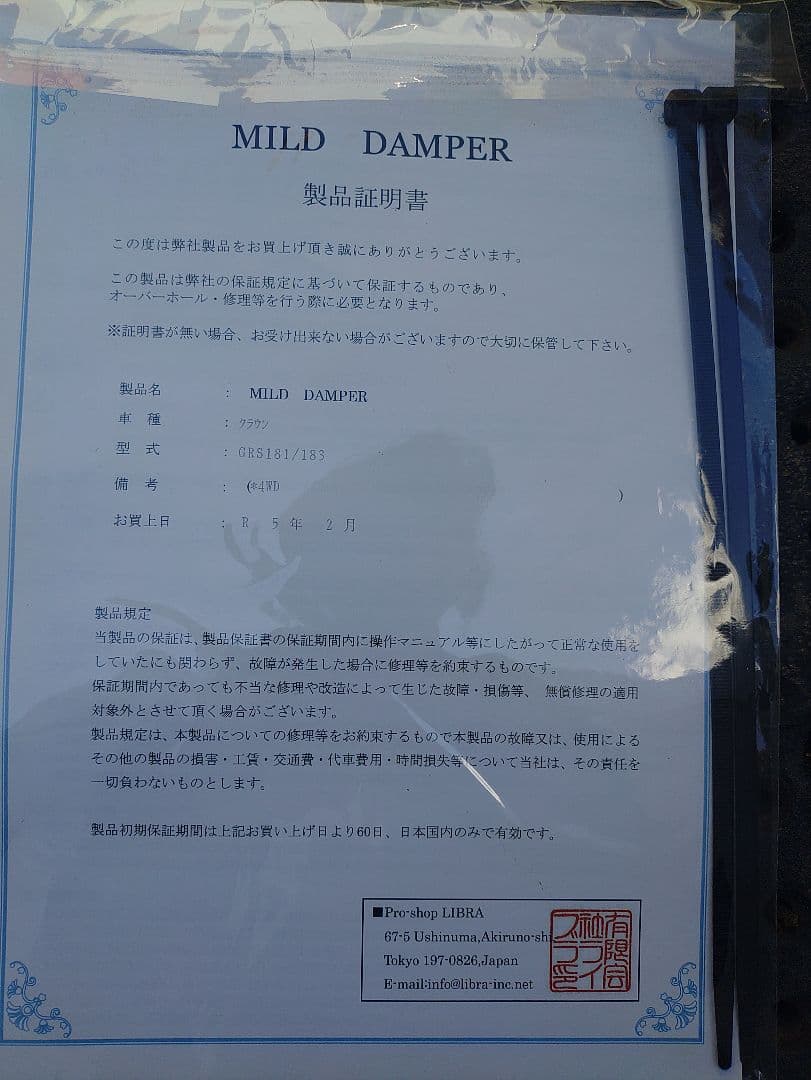 MILD DAMPER
製品証明書
この度は弊社製品をお買上げ頂き誠にありがとうございます。
この製品は弊社の保証規定に基づいて保証するものであり、
オーバーホール・修理等を行う際に必要となります。
※証明書が無い場合、お受け出来ない場合がございますので大切に保管して下さい。
製品名 : MILD DAMPER
車 種 : クラウン
型 式 : GRS181/183
備 考 : (*4WD )
お買上日 : R 5 年 2 月
製品規定
当製品の保証は、製品保証書の保証期間内に操作マニュアル等にしたがって正常な使用を
していたにも関わらず、故障が発生した場合に修理等を約束するものです。
保証期間内であっても不当な修理や改造によって生じた故障・損傷等、 無償修理の適用
対象外とさせて頂く場合がございます。
製品規定は、本製品についての修理等をお約束するもので本製品の故障又は、使用による
その他の製品の損害・工賃・交通費・代車費用・時間損失等について当社は、その責任を
一切負わないものとします。
製品初期保証期間は上記お買い上げ日より60日、日本国内のみで有効です。
■Pro-shop LIBRA
67-5 Ushinuma,Akiruno-shi
Tokyo 197-0826,Japan
E-mail:info@libra-inc.net
有限会
社ライ
ブラ印